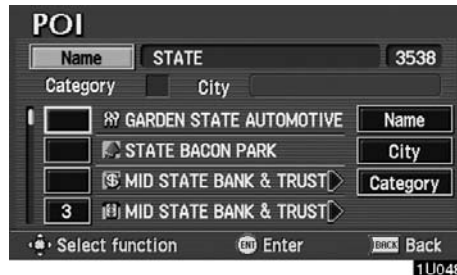 POI
Name STATE 3538
Category City
GARDEN STATE AUTOMOTIVE Name
STATE BACON PARK City
MID STATE BANK & TRUST Category
3 MID STATE BANK & TRUST
Select function END Enter BACK Back
1U048